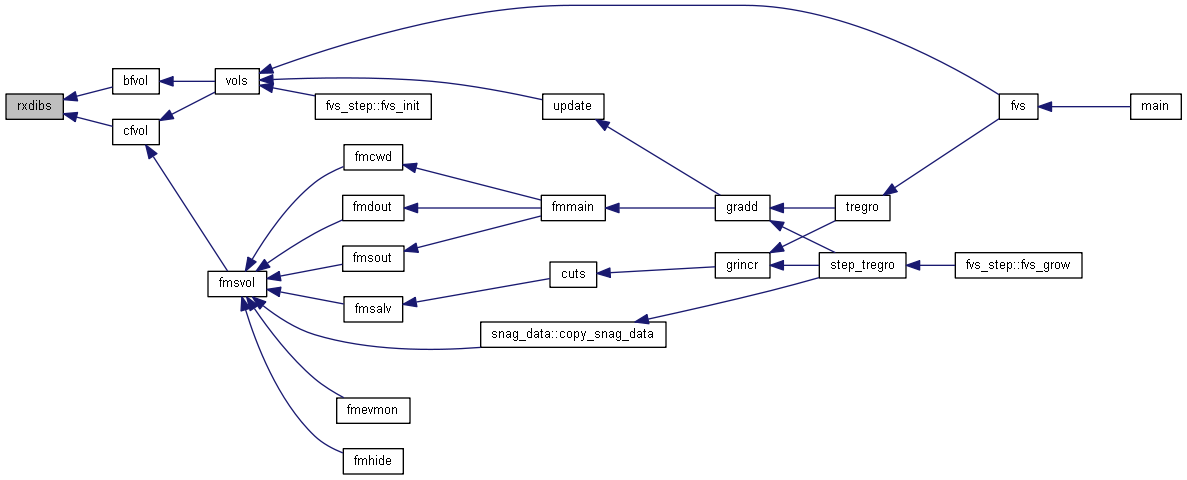 rxdibs
bfvol
cfvol
vols
fmsvol
fvs_step::fvs_init
fmcwd
fmdout
fmsout
fmsalv
snag_data::copy_snag_data
fmevmon
fmhide
update
fmmain
cuts
gradd
grincr
tregro
step_tregro
fvs
fvs_step::fvs_grow
main